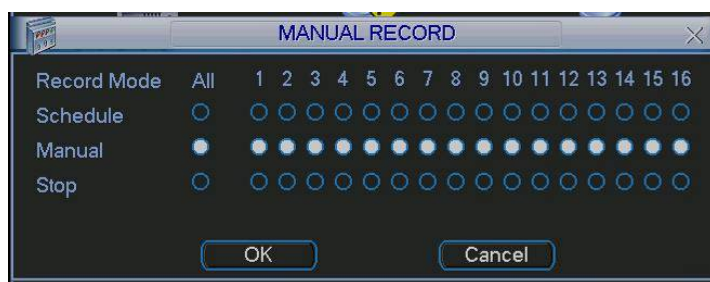 MANUAL RECORD
Record Mode All 1 2 3 4 5 6 7 8 9 10 11 12 13 14 15 16
Schedule
Manual
Stop
OK Cancel